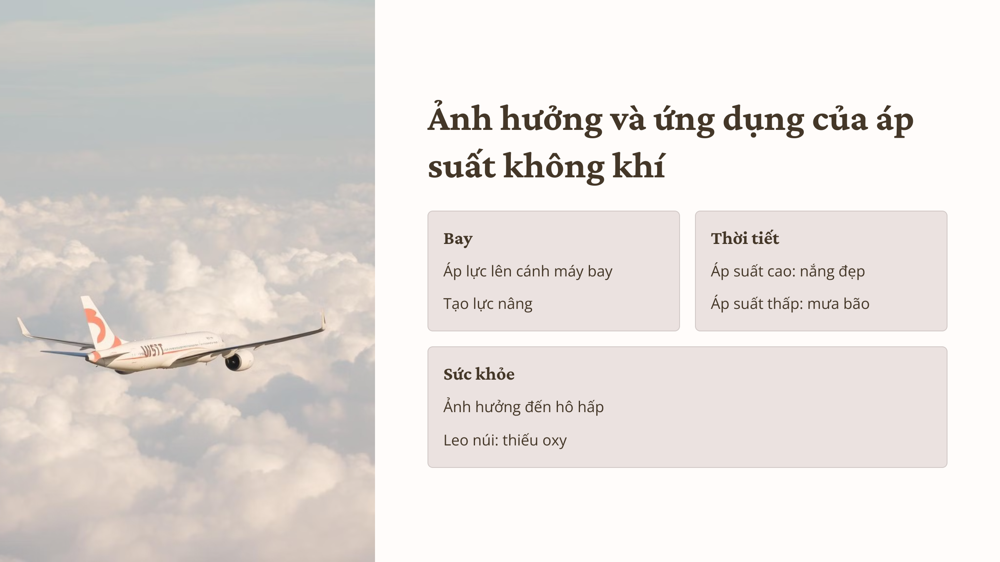 Ảnh hưởng và ứng dụng của áp
suất không khí
Bay
Áp lực lên cánh máy bay
Tạo lực nâng
Thời tiết
Áp suất cao: nắng đẹp
Áp suất thấp: mưa bão
Sức khỏe
Ảnh hưởng đến hô hấp
Leo núi: thiếu oxy